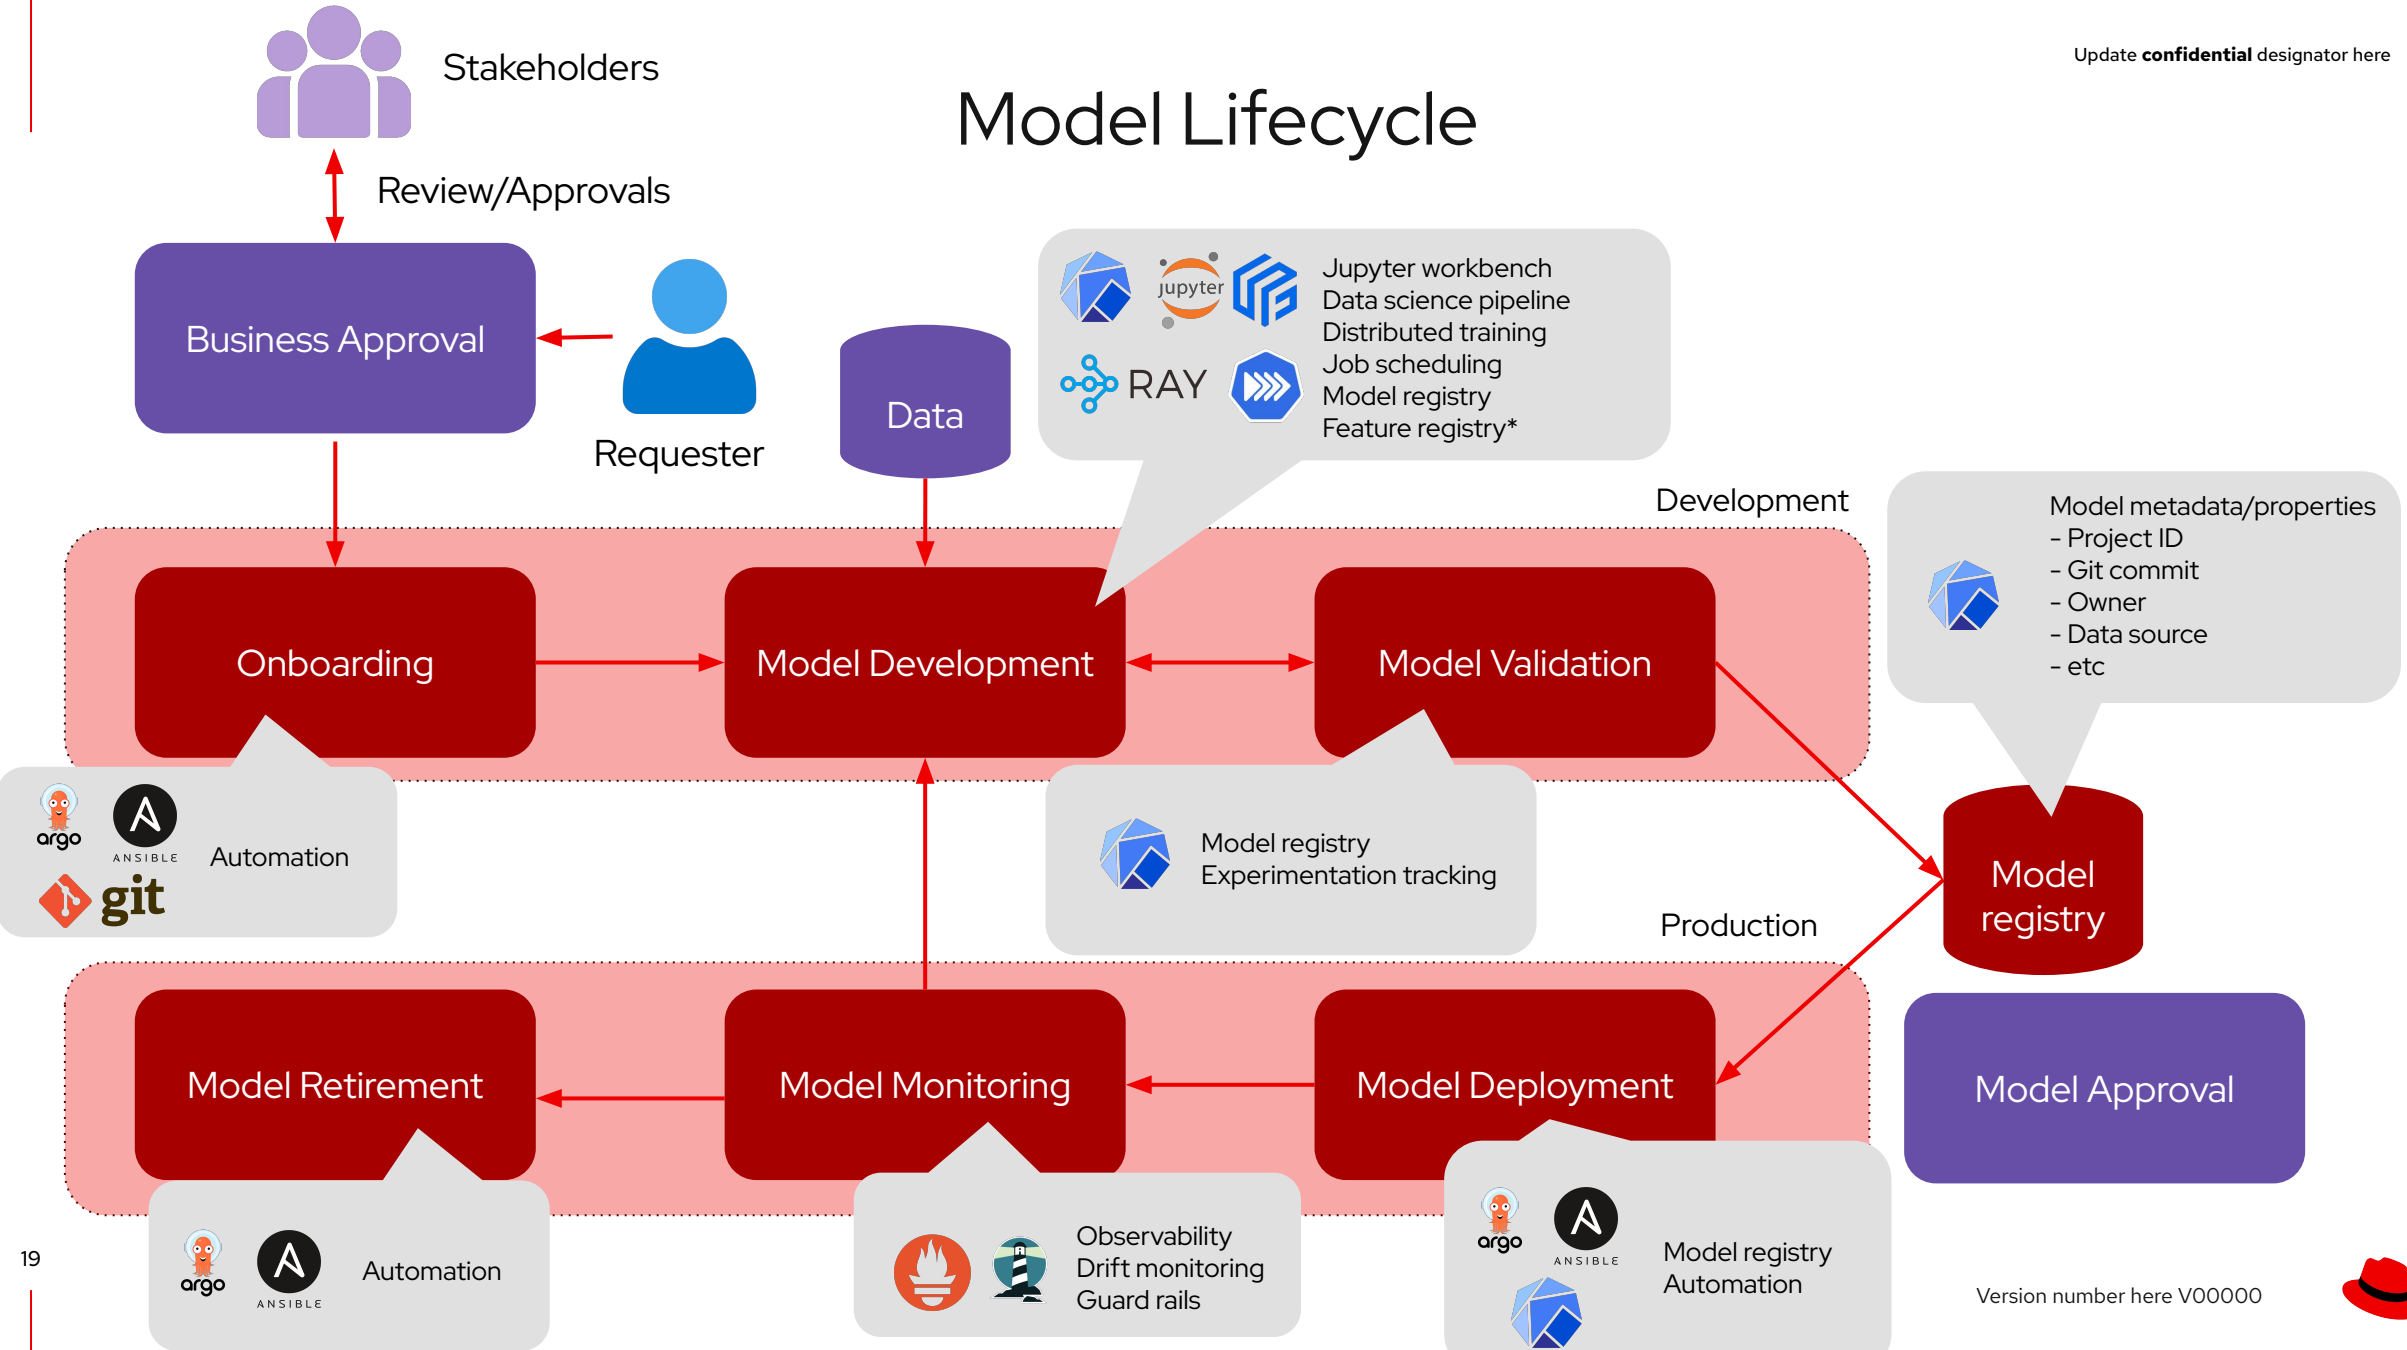 Update confidential designator here
Model Lifecycle
Stakeholders
Review/Approvals
Business Approval
Requester
Data
jupyter
RAY
Jupyter workbench
Data science pipeline
Distributed training
Job scheduling
Model registry
Feature registry*
Development
Model metadata/properties
- Project ID
- Git commit
- Owner
- Data source
- etc
Onboarding
Model Development
Model Validation
argo
ANSIBLE
git
Automation
Model registry
Experimentation tracking
Model
registry
Production
Model Retirement
Model Monitoring
Model Deployment
Model Approval
argo
ANSIBLE
Automation
Observability
Drift monitoring
Guard rails
argo
ANSIBLE
Model registry
Automation
19
Version number here V00000